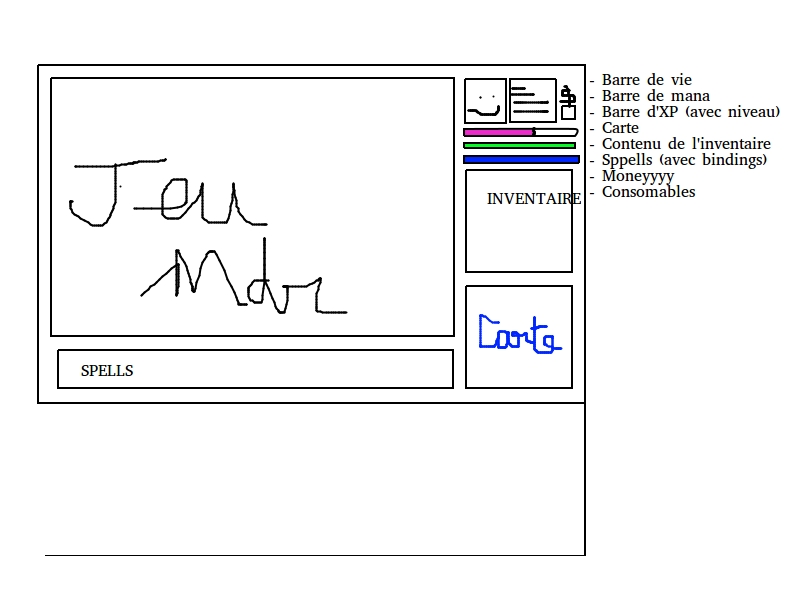 - Barre de vie
- Barre de mana
- Barre d'XP (avec niveau)
- Carte
- Contenu de l'inventaire
- Sppells (avec bindings)
- Moneyyyy
- Consomables
INVENTAIRE
Jeu
Mdr
Carte
SPELLS